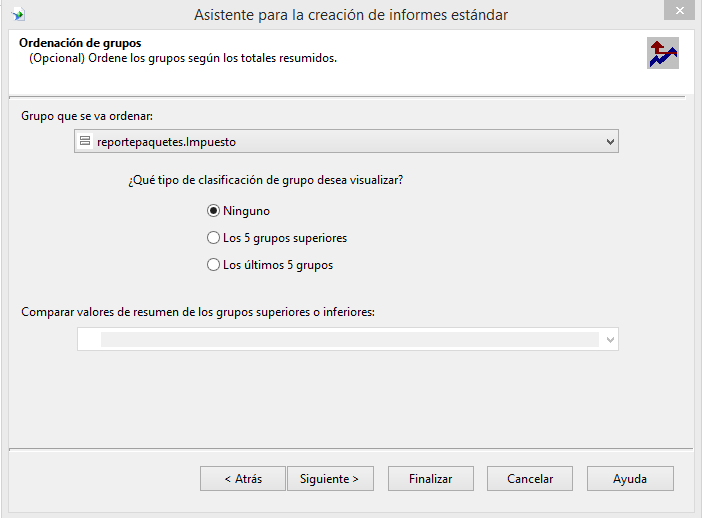 Asistente para la creación de informes estándar
Ordenación de grupos
(Opcional) Ordene los grupos según los totales resumidos.
Grupo que se va ordenar:
reportepaquetes.Impuesto
¿Qué tipo de clasificación de grupo desea visualizar?
Ninguno
Los 5 grupos superiores
Los últimos 5 grupos
Comparar valores de resumen de los grupos superiores o inferiores:
< Atrás
Siguiente >
Finalizar
Cancelar
Ayuda